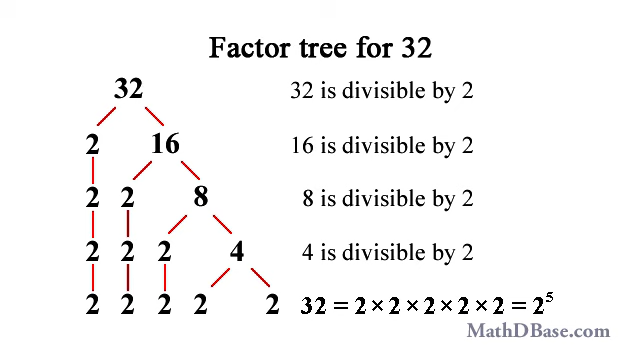 Factor tree for 32
32 32 is divisible by 2
2 16 16 is divisible by 2
2 2 8 8 is divisible by 2
2 2 2 4 4 is divisible by 2
2 2 2 2 2 32 = 2 × 2 × 2 × 2 × 2 = 2⁵
MathDBase.com